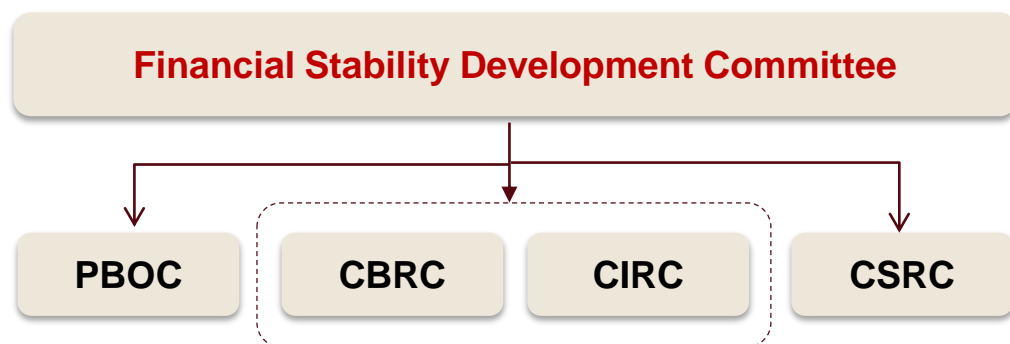 Financial Stability Development Committee
PBOC
CBRC
CIRC
CSRC